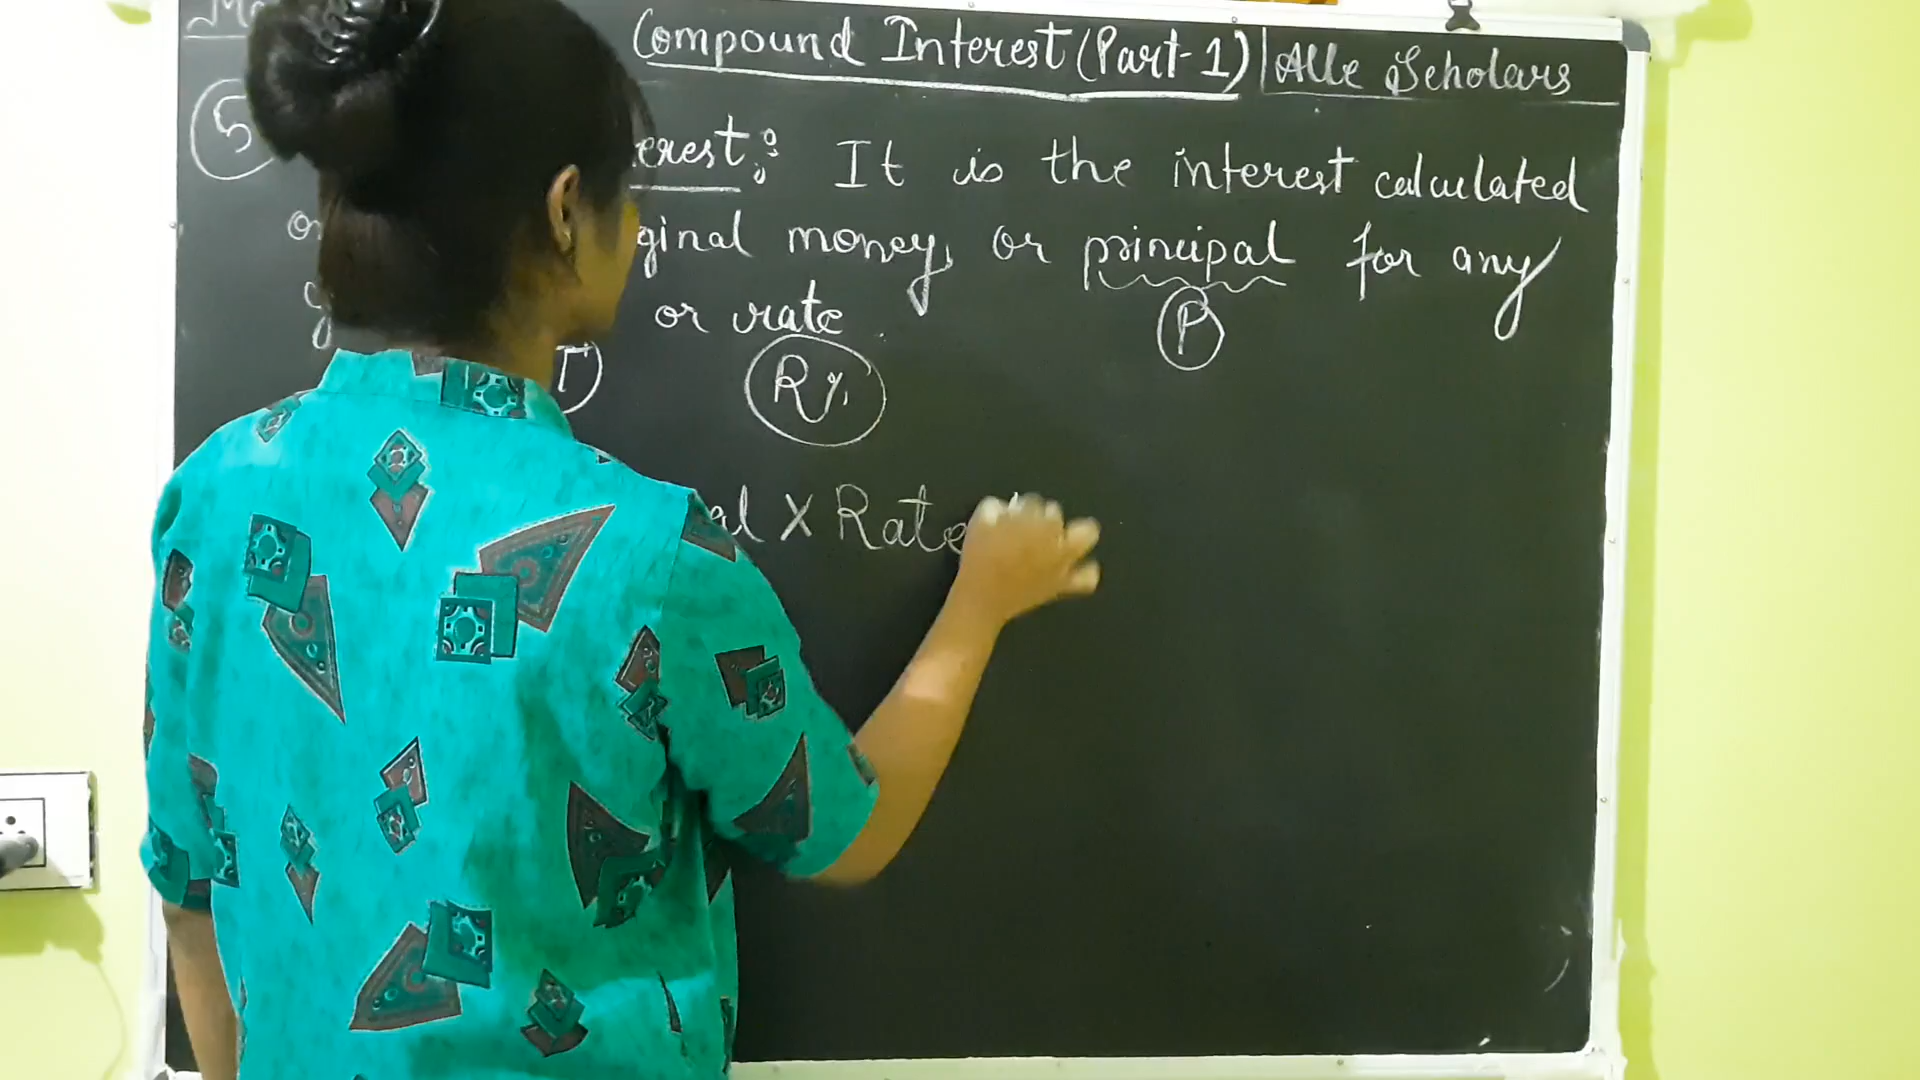 Compound Interest (Part-1) | Alle Scholars
5 erest: It is the interest calculated
ginal money, or principal for any
or rate P
T R%
al X Rate